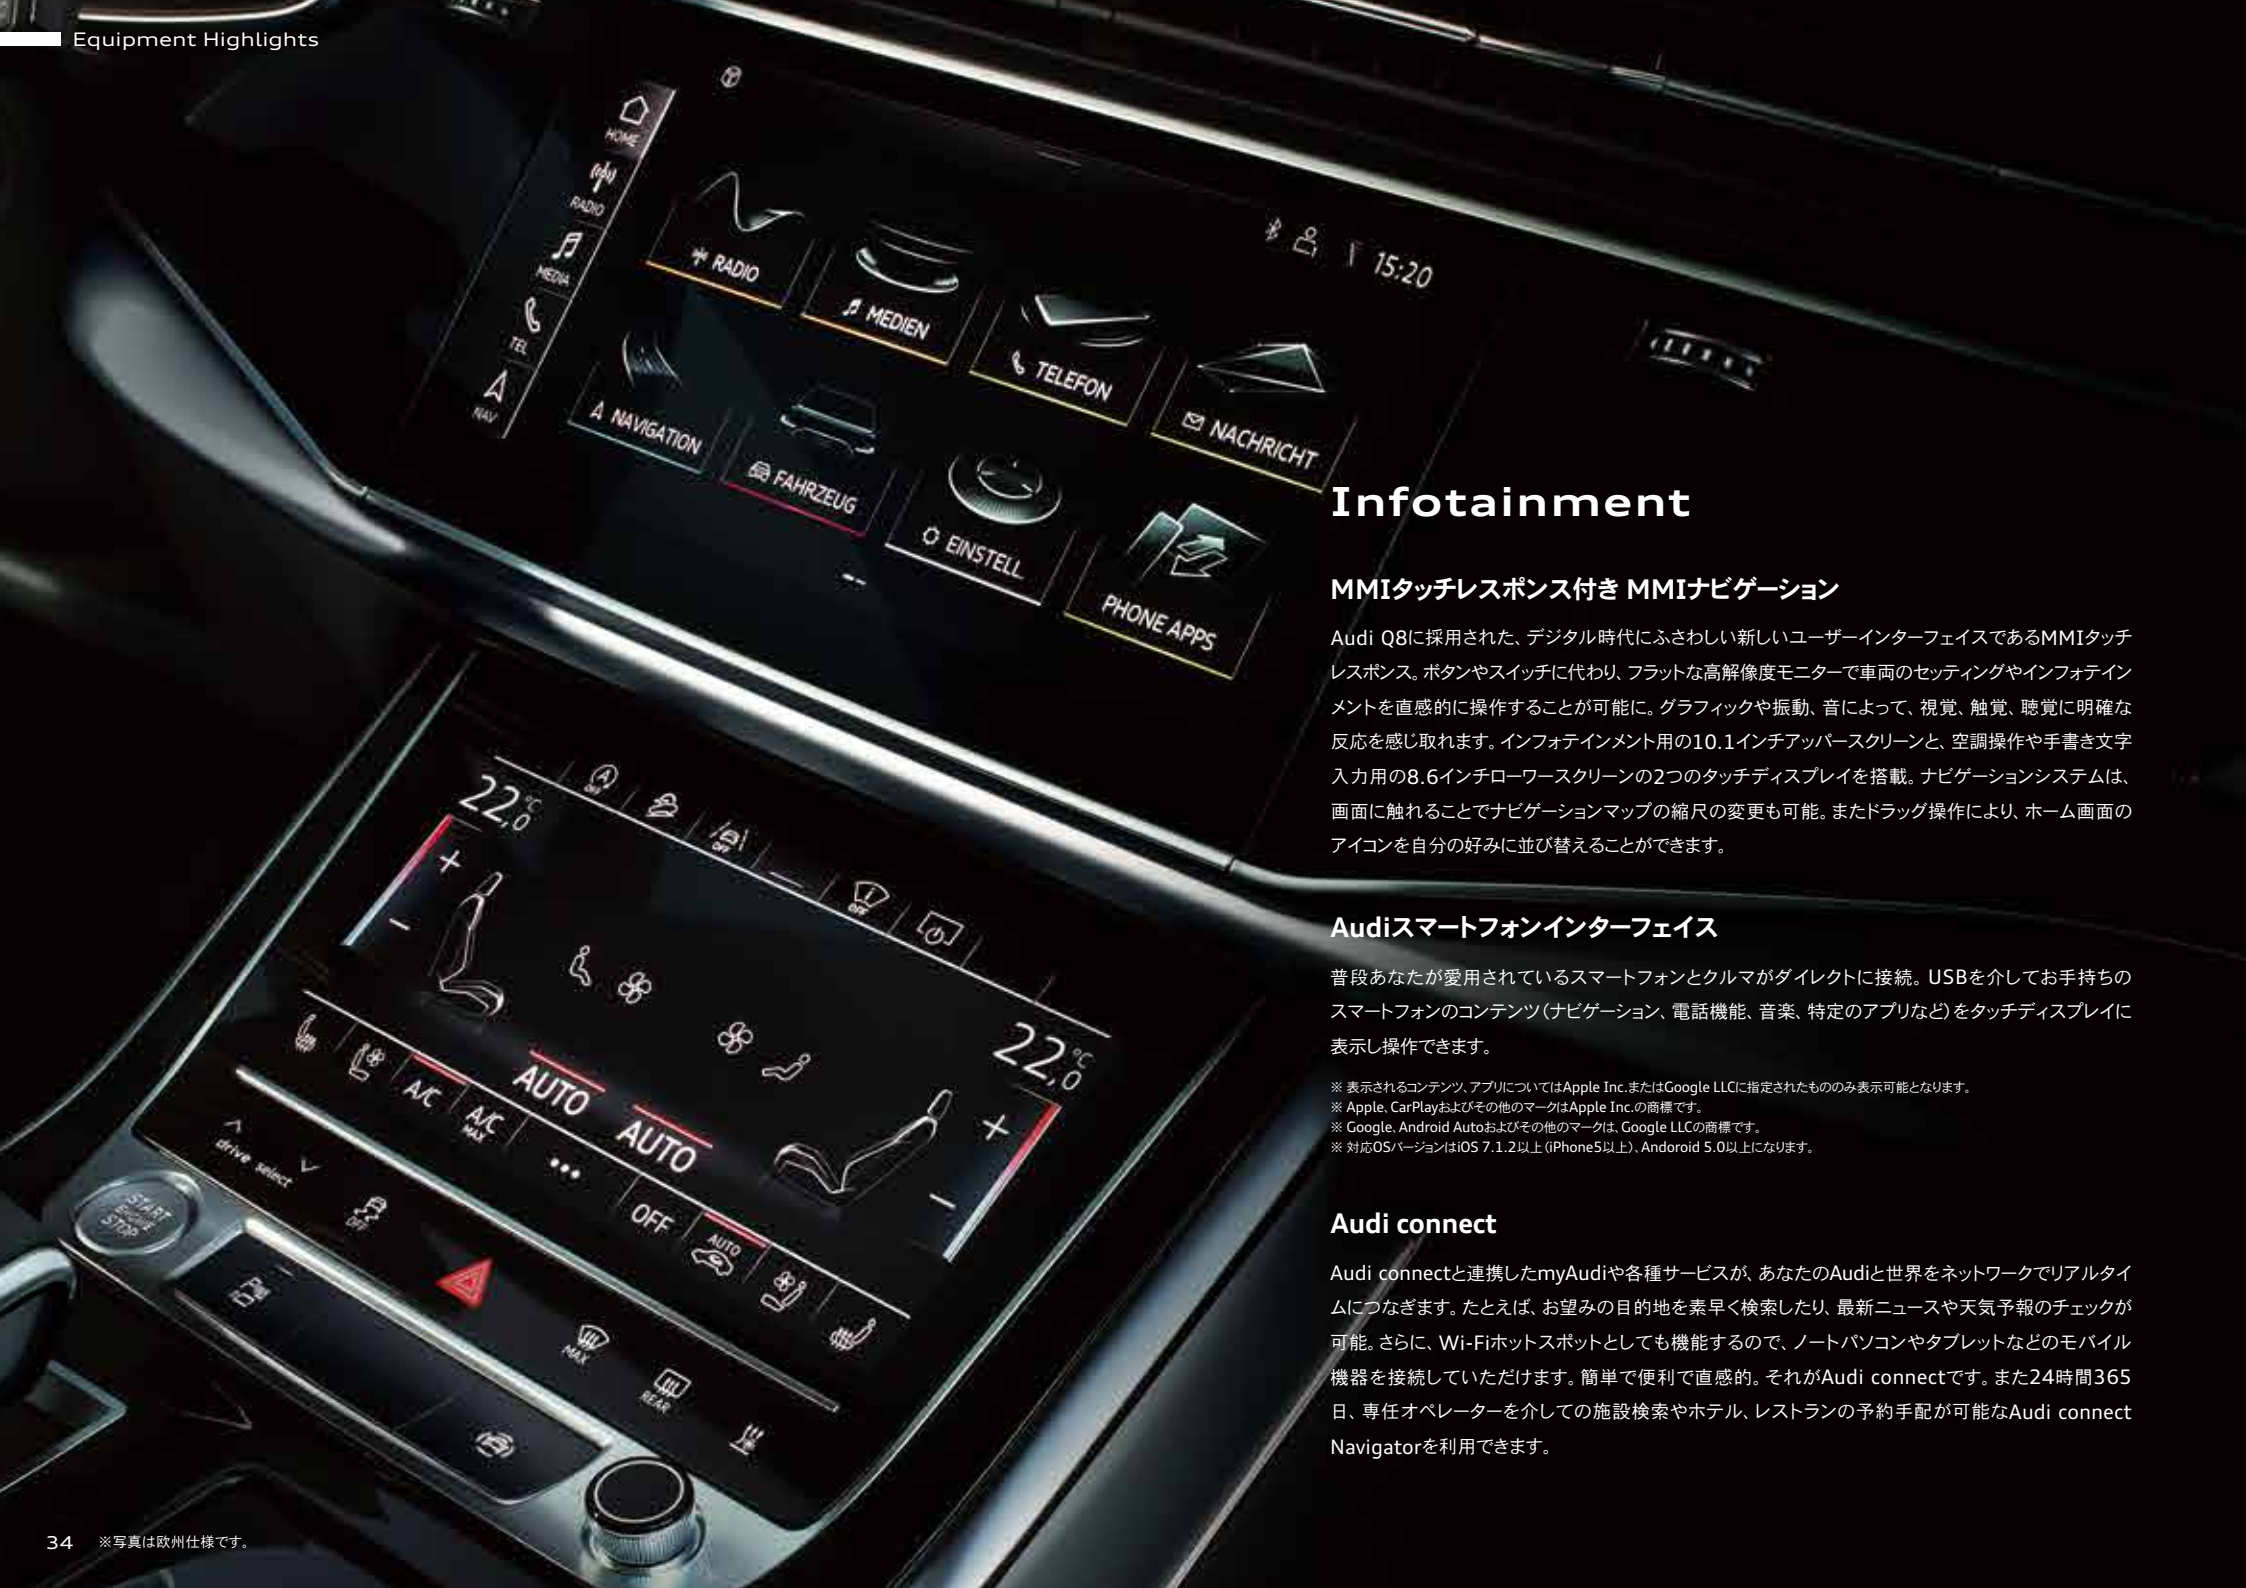 Equipment Highlights
HOME
RADIO
MEDIA
TEL
NAV
15:20
RADIO
MEDIEN
TELEFON
NACHRICHT
NAVIGATION
FAHRZEUG
EINSTELL
PHONE APPS
22,0 °C
OFF
OFF
OFF
+
−
22,0 °C
+
−
A/C
A/C MAX
AUTO
AUTO
•••
OFF
AUTO
drive select
START
ENGINE
STOP
OFF
MAX
REAR
Infotainment
MMIタッチレスポンス付き MMIナビゲーション
Audi Q8に採用された、デジタル時代にふさわしい新しいユーザーインターフェイスであるMMIタッチ
レスポンス。ボタンやスイッチに代わり、フラットな高解像度モニターで車両のセッティングやインフォテイン
メントを直感的に操作することが可能に。グラフィックや振動、音によって、視覚、触覚、聴覚に明確な
反応を感じ取れます。インフォテインメント用の10.1インチアッパースクリーンと、空調操作や手書き文字
入力用の8.6インチローワースクリーンの2つのタッチディスプレイを搭載。ナビゲーションシステムは、
画面に触れることでナビゲーションマップの縮尺の変更も可能。またドラッグ操作により、ホーム画面の
アイコンを自分の好みに並び替えることができます。
Audiスマートフォンインターフェイス
普段あなたが愛用されているスマートフォンとクルマがダイレクトに接続。USBを介してお手持ちの
スマートフォンのコンテンツ（ナビゲーション、電話機能、音楽、特定のアプリなど）をタッチディスプレイに
表示し操作できます。
※ 表示されるコンテンツ、アプリについてはApple Inc.またはGoogle LLCに指定されたもののみ表示可能となります。
※ Apple、CarPlayおよびその他のマークはApple Inc.の商標です。
※ Google、Android Autoおよびその他のマークは、Google LLCの商標です。
※ 対応OSバージョンはiOS 7.1.2以上（iPhone5以上）、Andoroid 5.0以上になります。
Audi connect
Audi connectと連携したmyAudiや各種サービスが、あなたのAudiと世界をネットワークでリアルタイ
ムにつなぎます。たとえば、お望みの目的地を素早く検索したり、最新ニュースや天気予報のチェックが
可能。さらに、Wi-Fiホットスポットとしても機能するので、ノートパソコンやタブレットなどのモバイル
機器を接続していただけます。簡単で便利で直感的。それがAudi connectです。また24時間365
日、専任オペレーターを介しての施設検索やホテル、レストランの予約手配が可能なAudi connect
Navigatorを利用できます。
34 ※写真は欧州仕様です。